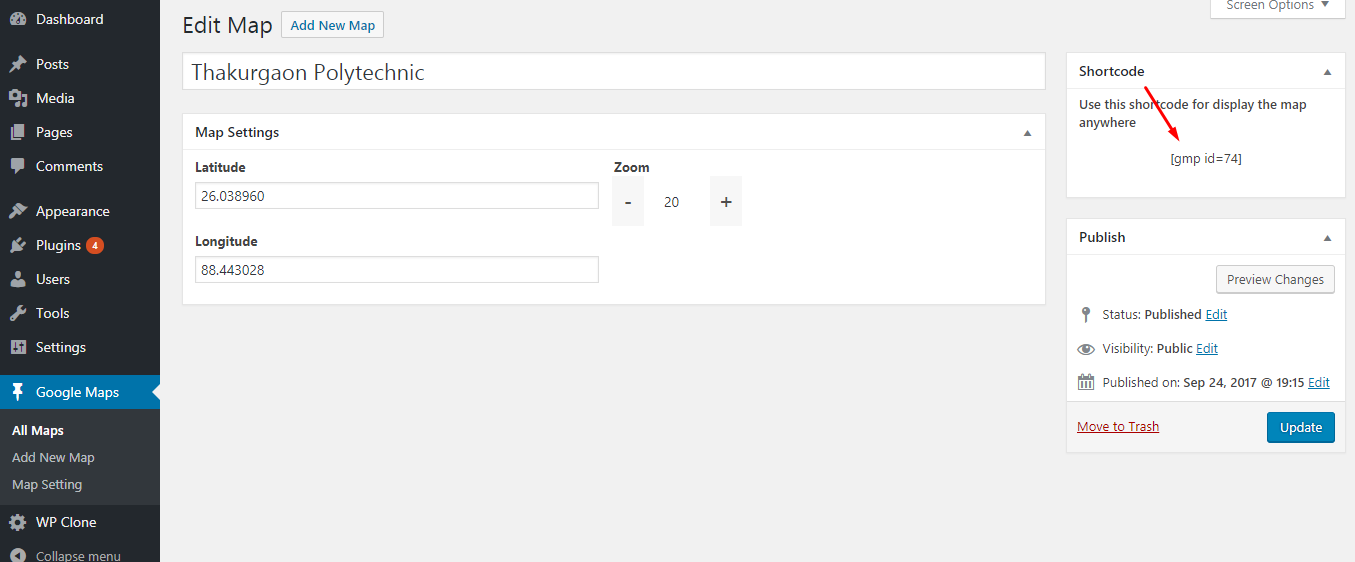 Dashboard
Posts
Media
Pages
Comments
Appearance
Plugins 4
Users
Tools
Settings
Google Maps
All Maps
Add New Map
Map Setting
WP Clone
Collapse menu
Screen Options
Edit Map Add New Map
Thakurgaon Polytechnic
Map Settings
Latitude
26.038960
Longitude
88.443028
Zoom
- 20 +
Shortcode
Use this shortcode for display the map
anywhere
[gmp id=74]
Publish
Preview Changes
Status: Published Edit
Visibility: Public Edit
Published on: Sep 24, 2017 @ 19:15 Edit
Move to Trash
Update